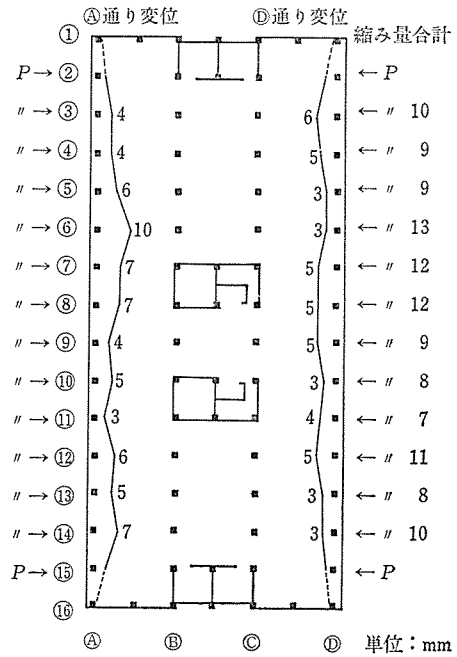 Ⓐ通り変位 Ⓓ通り変位
① 縮み量合計
P→② ←P
〃→③ 4 6 ←〃 10
〃→④ 4 5 ←〃 9
〃→⑤ 6 3 ←〃 9
〃→⑥ 10 3 ←〃 13
〃→⑦ 7 5 ←〃 12
〃→⑧ 7 5 ←〃 12
〃→⑨ 4 5 ←〃 9
〃→⑩ 5 3 ←〃 8
〃→⑪ 3 4 ←〃 7
〃→⑫ 6 5 ←〃 11
〃→⑬ 5 3 ←〃 8
〃→⑭ 7 3 ←〃 10
P→⑮ ←P
⑯
Ⓐ Ⓑ Ⓒ Ⓓ 単位：mm